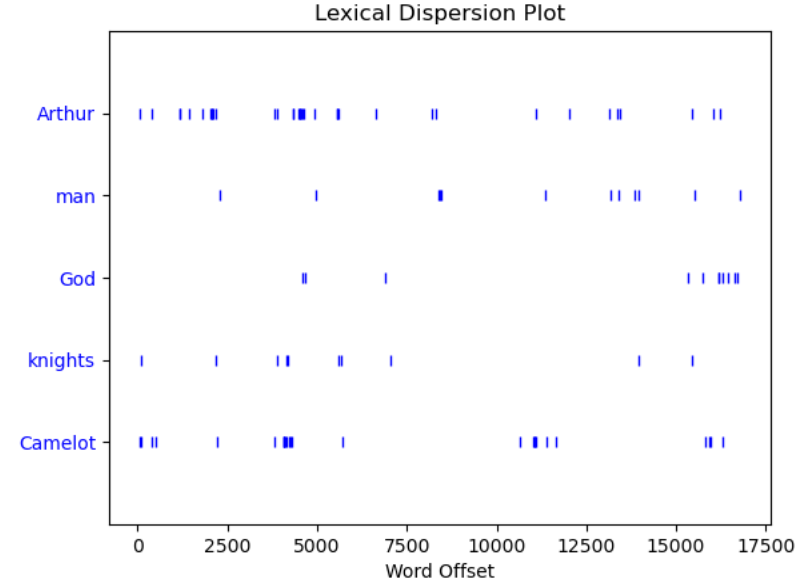 Lexical Dispersion Plot
Arthur
man
God
knights
Camelot
0 2500 5000 7500 10000 12500 15000 17500
Word Offset